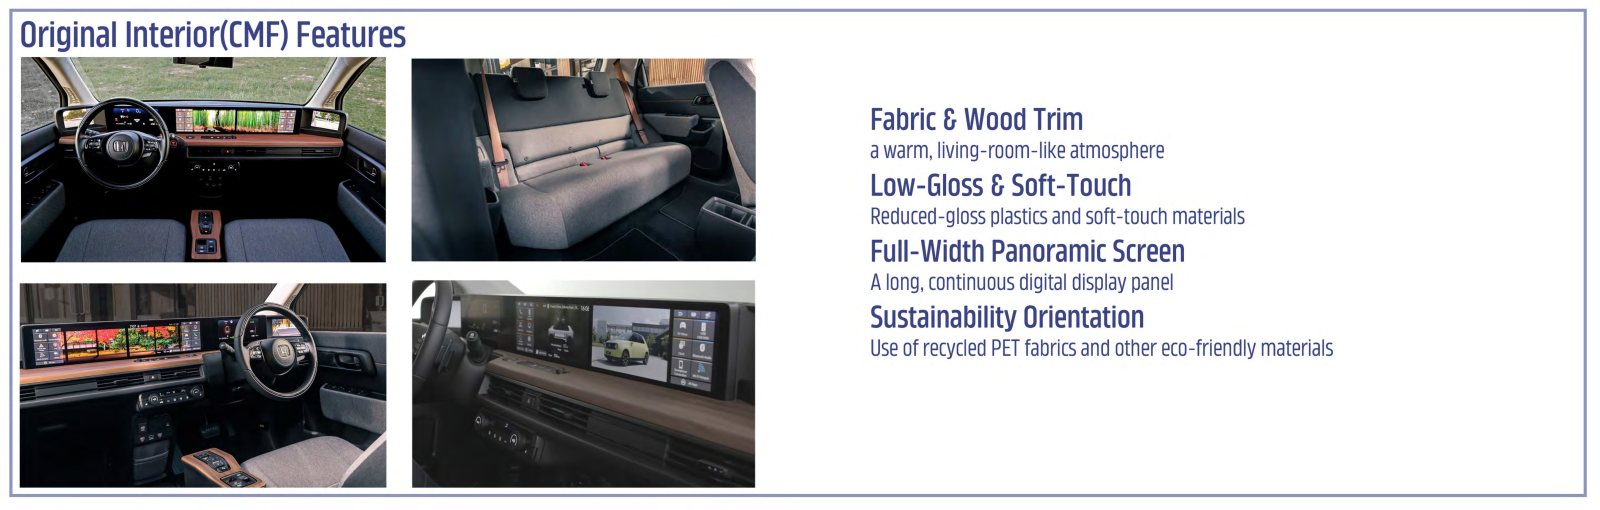 Original Interior(CMF) Features
Fabric & Wood Trim
a warm, living-room-like atmosphere
Low-Gloss & Soft-Touch
Reduced-gloss plastics and soft-touch materials
Full-Width Panoramic Screen
A long, continuous digital display panel
Sustainability Orientation
Use of recycled PET fabrics and other eco-friendly materials